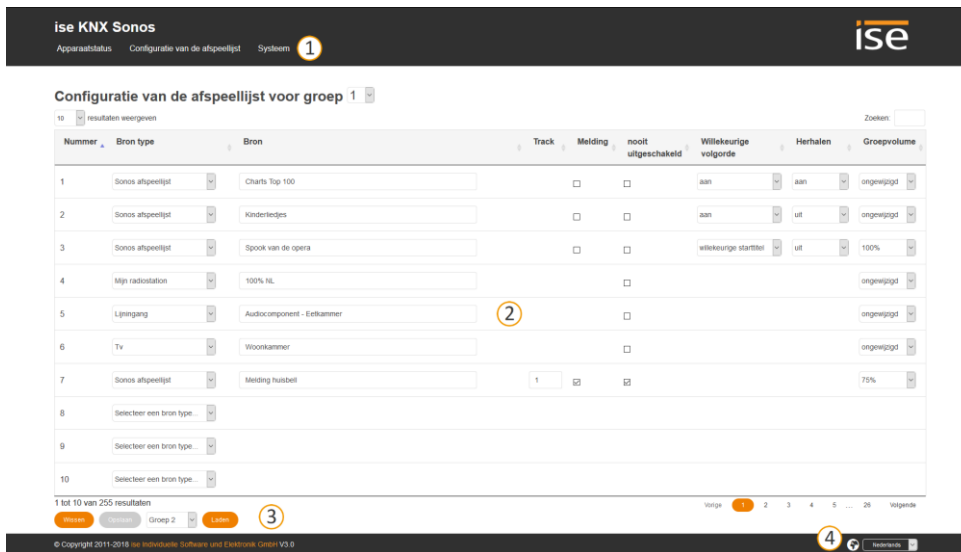 ise KNX Sonos
ise
Apparaatstatus Configuratie van de afspeellijst Systeem 1
Configuratie van de afspeellijst voor groep 1
10 resultaten weergeven Zoeken:
Nummer Bron type Bron Track Melding nooit uitgeschakeld Willekeurige volgorde Herhalen Groepvolume
1 Sonos afspeellijst Charts Top 100 aan aan ongewijzigd
2 Sonos afspeellijst Kinderliedjes aan uit ongewijzigd
3 Sonos afspeellijst Spook van de opera willekeurige starttitel uit 100%
4 Mijn radiostation 100% NL ongewijzigd
5 Lijningang Audiocomponent - Eetkammer 2 ongewijzigd
6 Tv Woonkammer ongewijzigd
7 Sonos afspeellijst Melding huisbell 1 75%
8 Selecteer een bron type...
9 Selecteer een bron type...
10 Selecteer een bron type...
1 tot 10 van 255 resultaten Vorige 1 2 3 4 5 ... 26 Volgende
Wissen Opslaan Groep 2 Laden 3
© Copyright 2011-2018 ise Individuelle Software und Elektronik GmbH V3.0 4 Nederlands